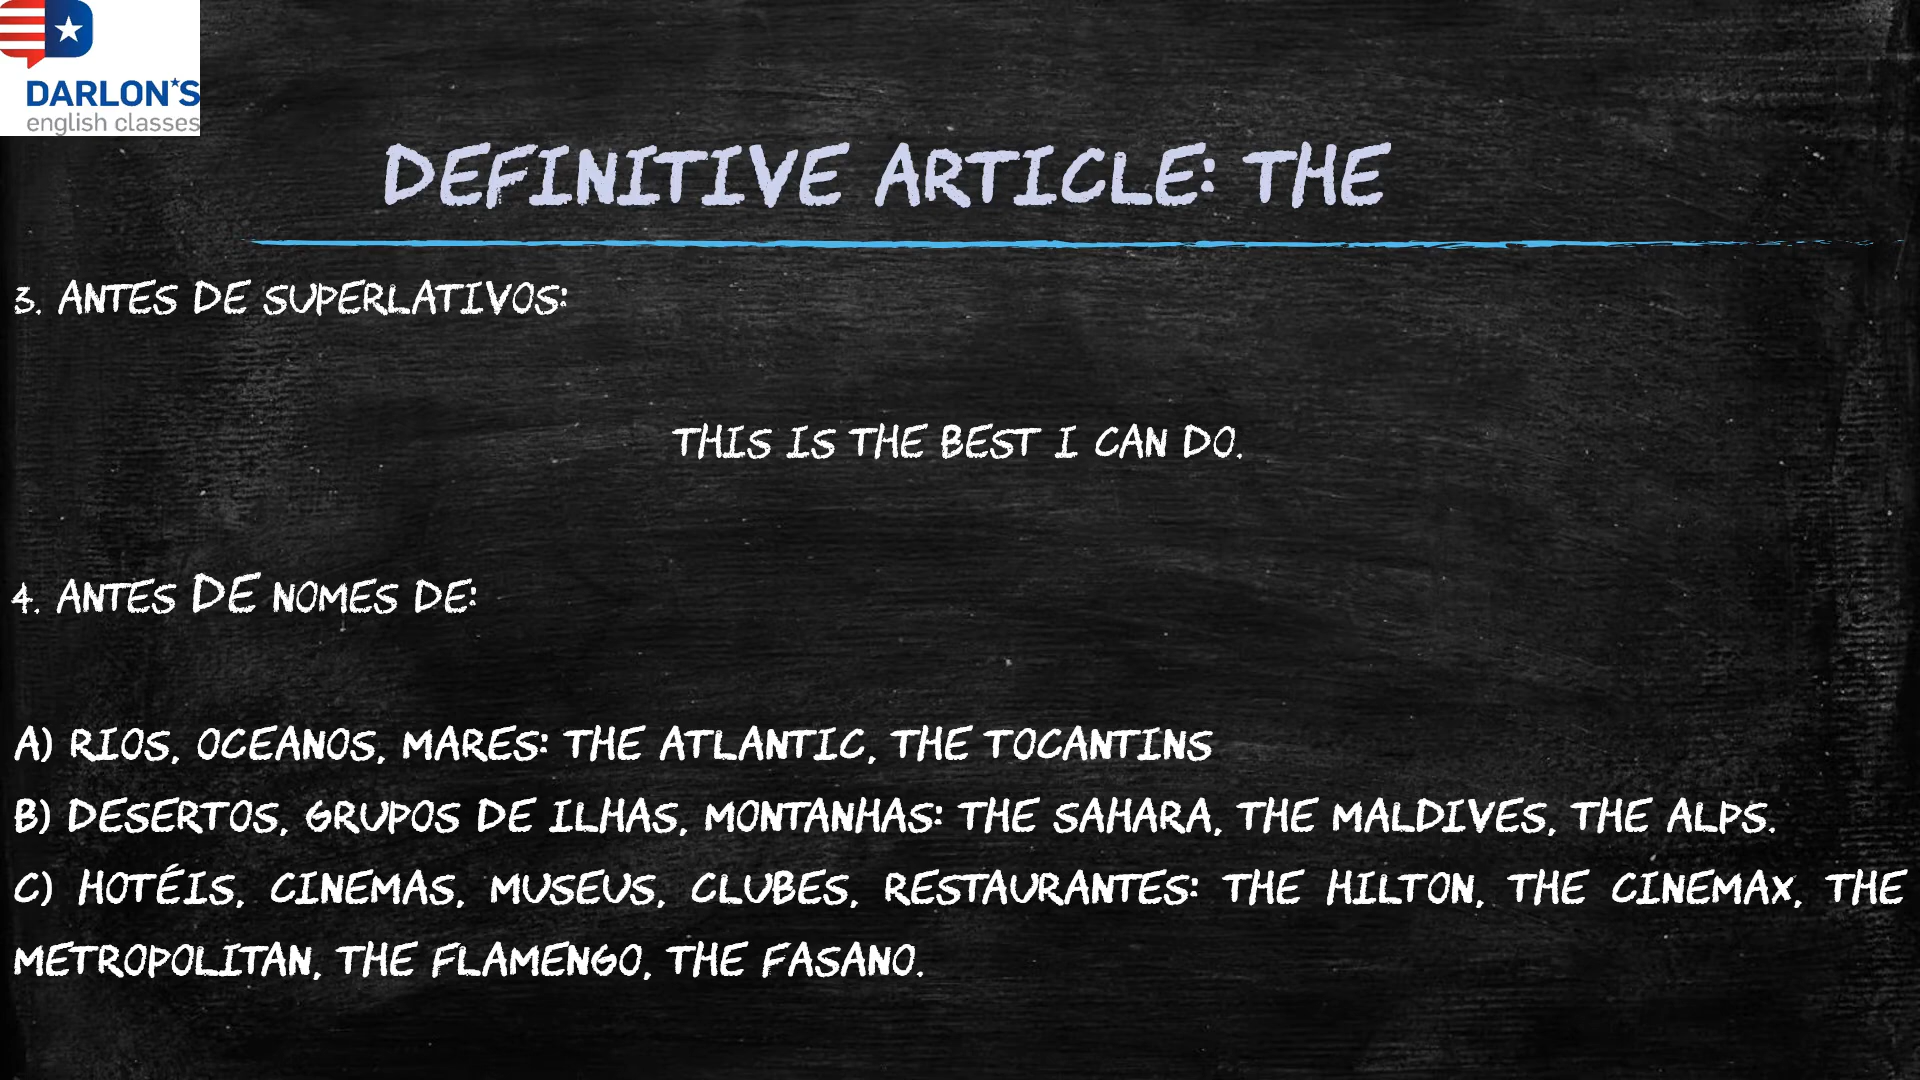 DARLON'S
english classes
DEFINITIVE ARTICLE: THE
3. ANTES DE SUPERLATIVOS:
THIS IS THE BEST I CAN DO.
4. ANTES DE NOMES DE:
A) RIOS, OCEANOS, MARES: THE ATLANTIC, THE TOCANTINS
B) DESERTOS, GRUPOS DE ILHAS, MONTANHAS: THE SAHARA, THE MALDIVES, THE ALPS.
C) HOTÉIS, CINEMAS, MUSEUS, CLUBES, RESTAURANTES: THE HILTON, THE CINEMAX, THE
METROPOLITAN, THE FLAMENGO, THE FASANO.